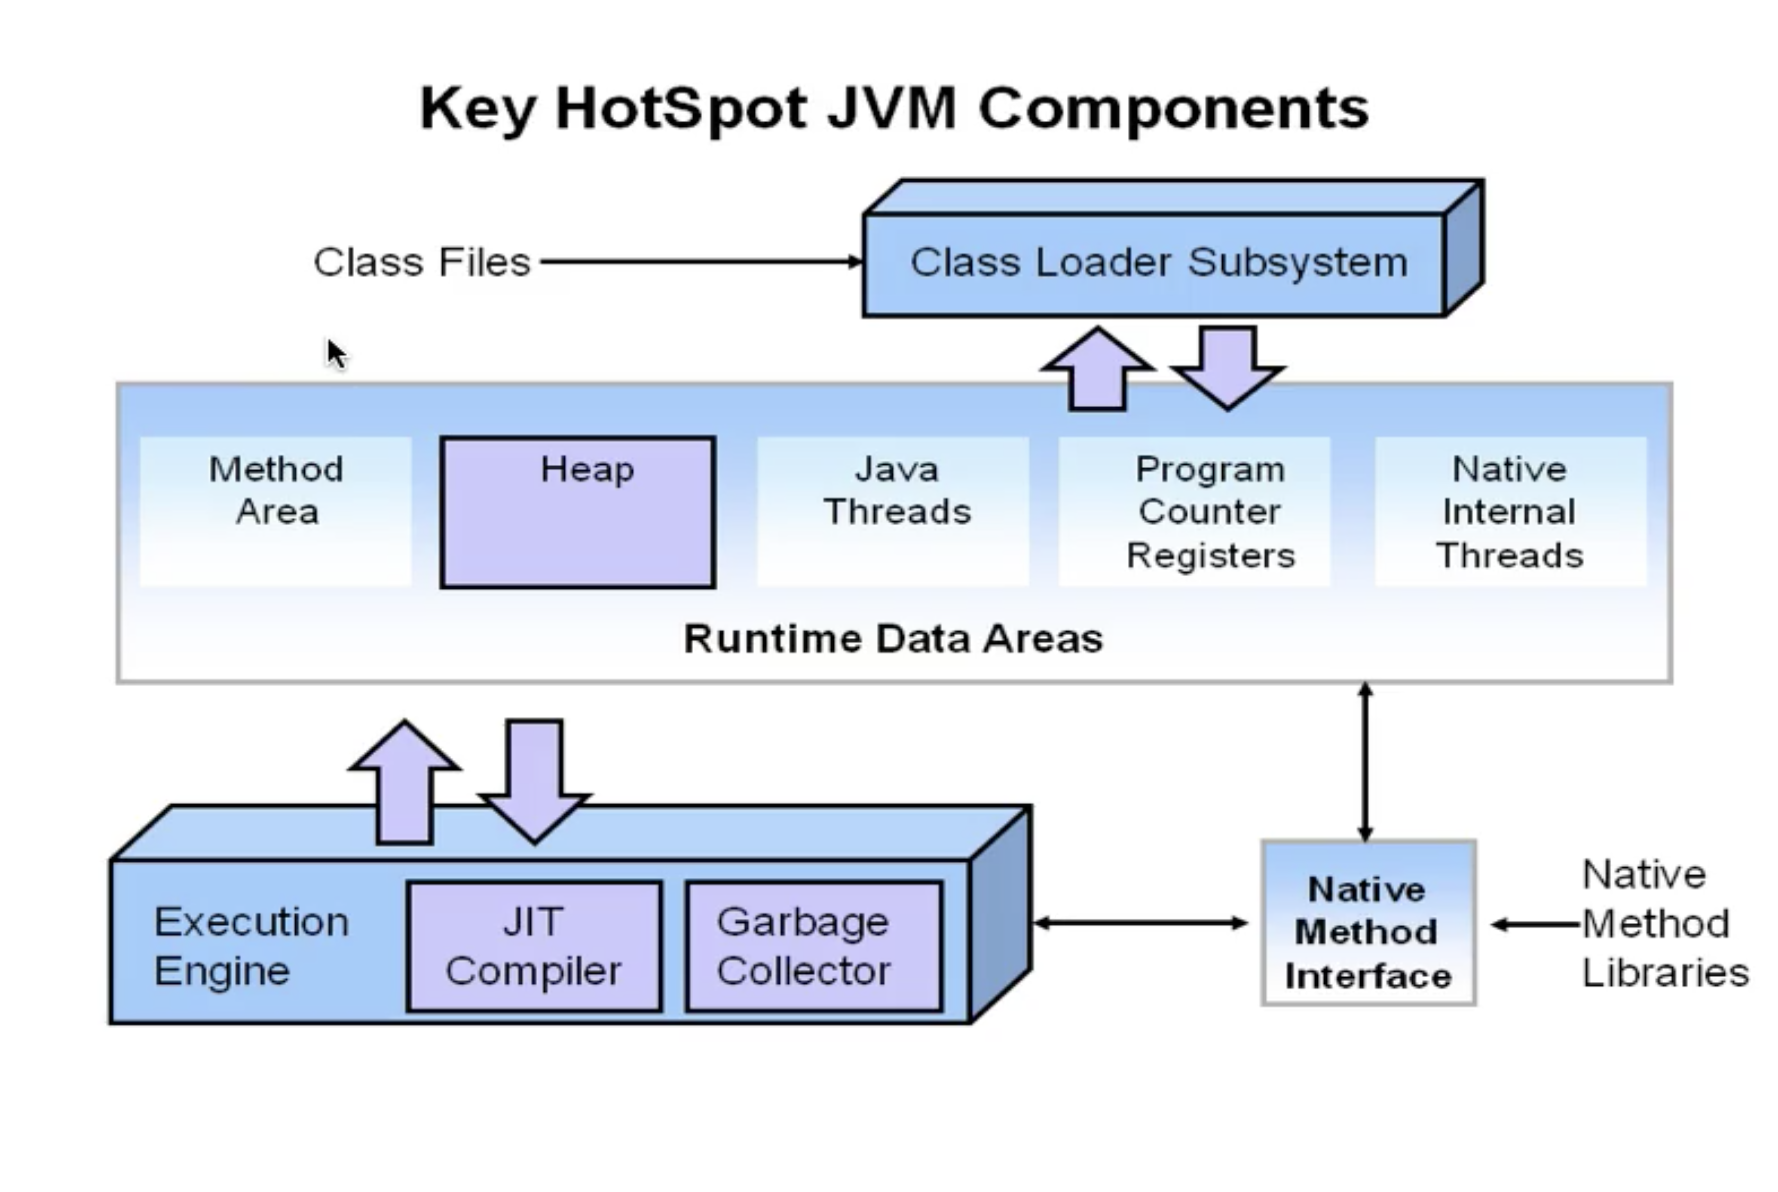 Key HotSpot JVM Components
Class Files
Class Loader Subsystem
Method
Area
Heap
Java
Threads
Program
Counter
Registers
Native
Internal
Threads
Runtime Data Areas
Execution
Engine
JIT
Compiler
Garbage
Collector
Native
Method
Interface
Native
Method
Libraries